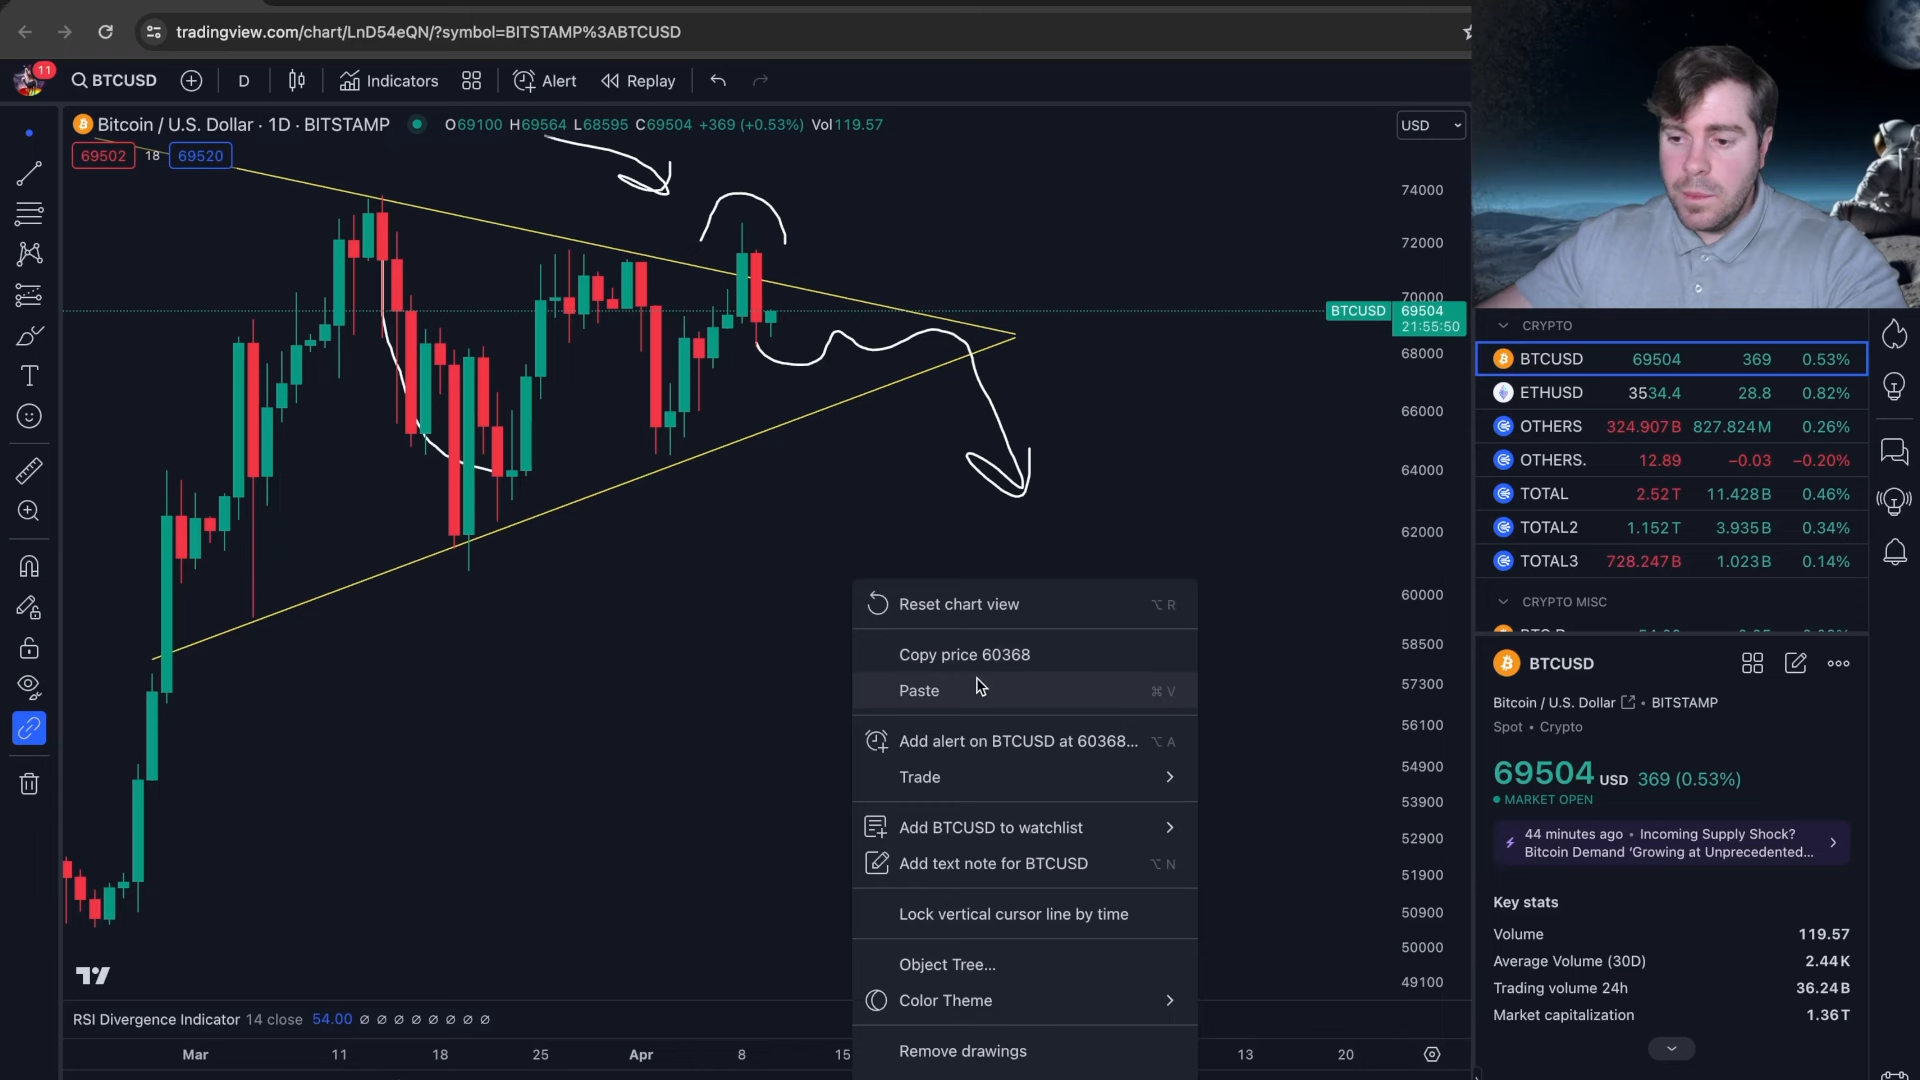 tradingview.com/chart/LnD54eQN/?symbol=BITSTAMP%3ABTCUSD
11
BTCUSD
D
Indicators
Alert
Replay
Bitcoin / U.S. Dollar · 1D · BITSTAMP
O69100 H69564 L68595 C69504 +369 (+0.53%) Vol119.57
USD
69502 18 69520
74000
72000
70000
BTCUSD 69504
21:55:50
68000
66000
64000
62000
60000
58500
57300
56100
54900
53900
52900
51900
50900
50000
49100
Reset chart view ⌥ R
Copy price 60368
Paste ⌘ V
Add alert on BTCUSD at 60368... ⌥ A
Trade
Add BTCUSD to watchlist
Add text note for BTCUSD ⌥ N
Lock vertical cursor line by time
Object Tree...
Color Theme
Remove drawings
RSI Divergence Indicator 14 close 54.00 ∅ ∅ ∅ ∅ ∅ ∅ ∅ ∅
Mar 11 18 25 Apr 8 15 13 20
CRYPTO
BTCUSD 69504 369 0.53%
ETHUSD 3534.4 28.8 0.82%
OTHERS 324.907B 827.824M 0.26%
OTHERS. 12.89 −0.03 −0.20%
TOTAL 2.52T 11.428B 0.46%
TOTAL2 1.152T 3.935B 0.34%
TOTAL3 728.247B 1.023B 0.14%
CRYPTO MISC
BTCUSD
Bitcoin / U.S. Dollar • BITSTAMP
Spot • Crypto
69504 USD 369 (0.53%)
MARKET OPEN
44 minutes ago • Incoming Supply Shock?
Bitcoin Demand ‘Growing at Unprecedented...
Key stats
Volume 119.57
Average Volume (30D) 2.44K
Trading volume 24h 36.24B
Market capitalization 1.36T